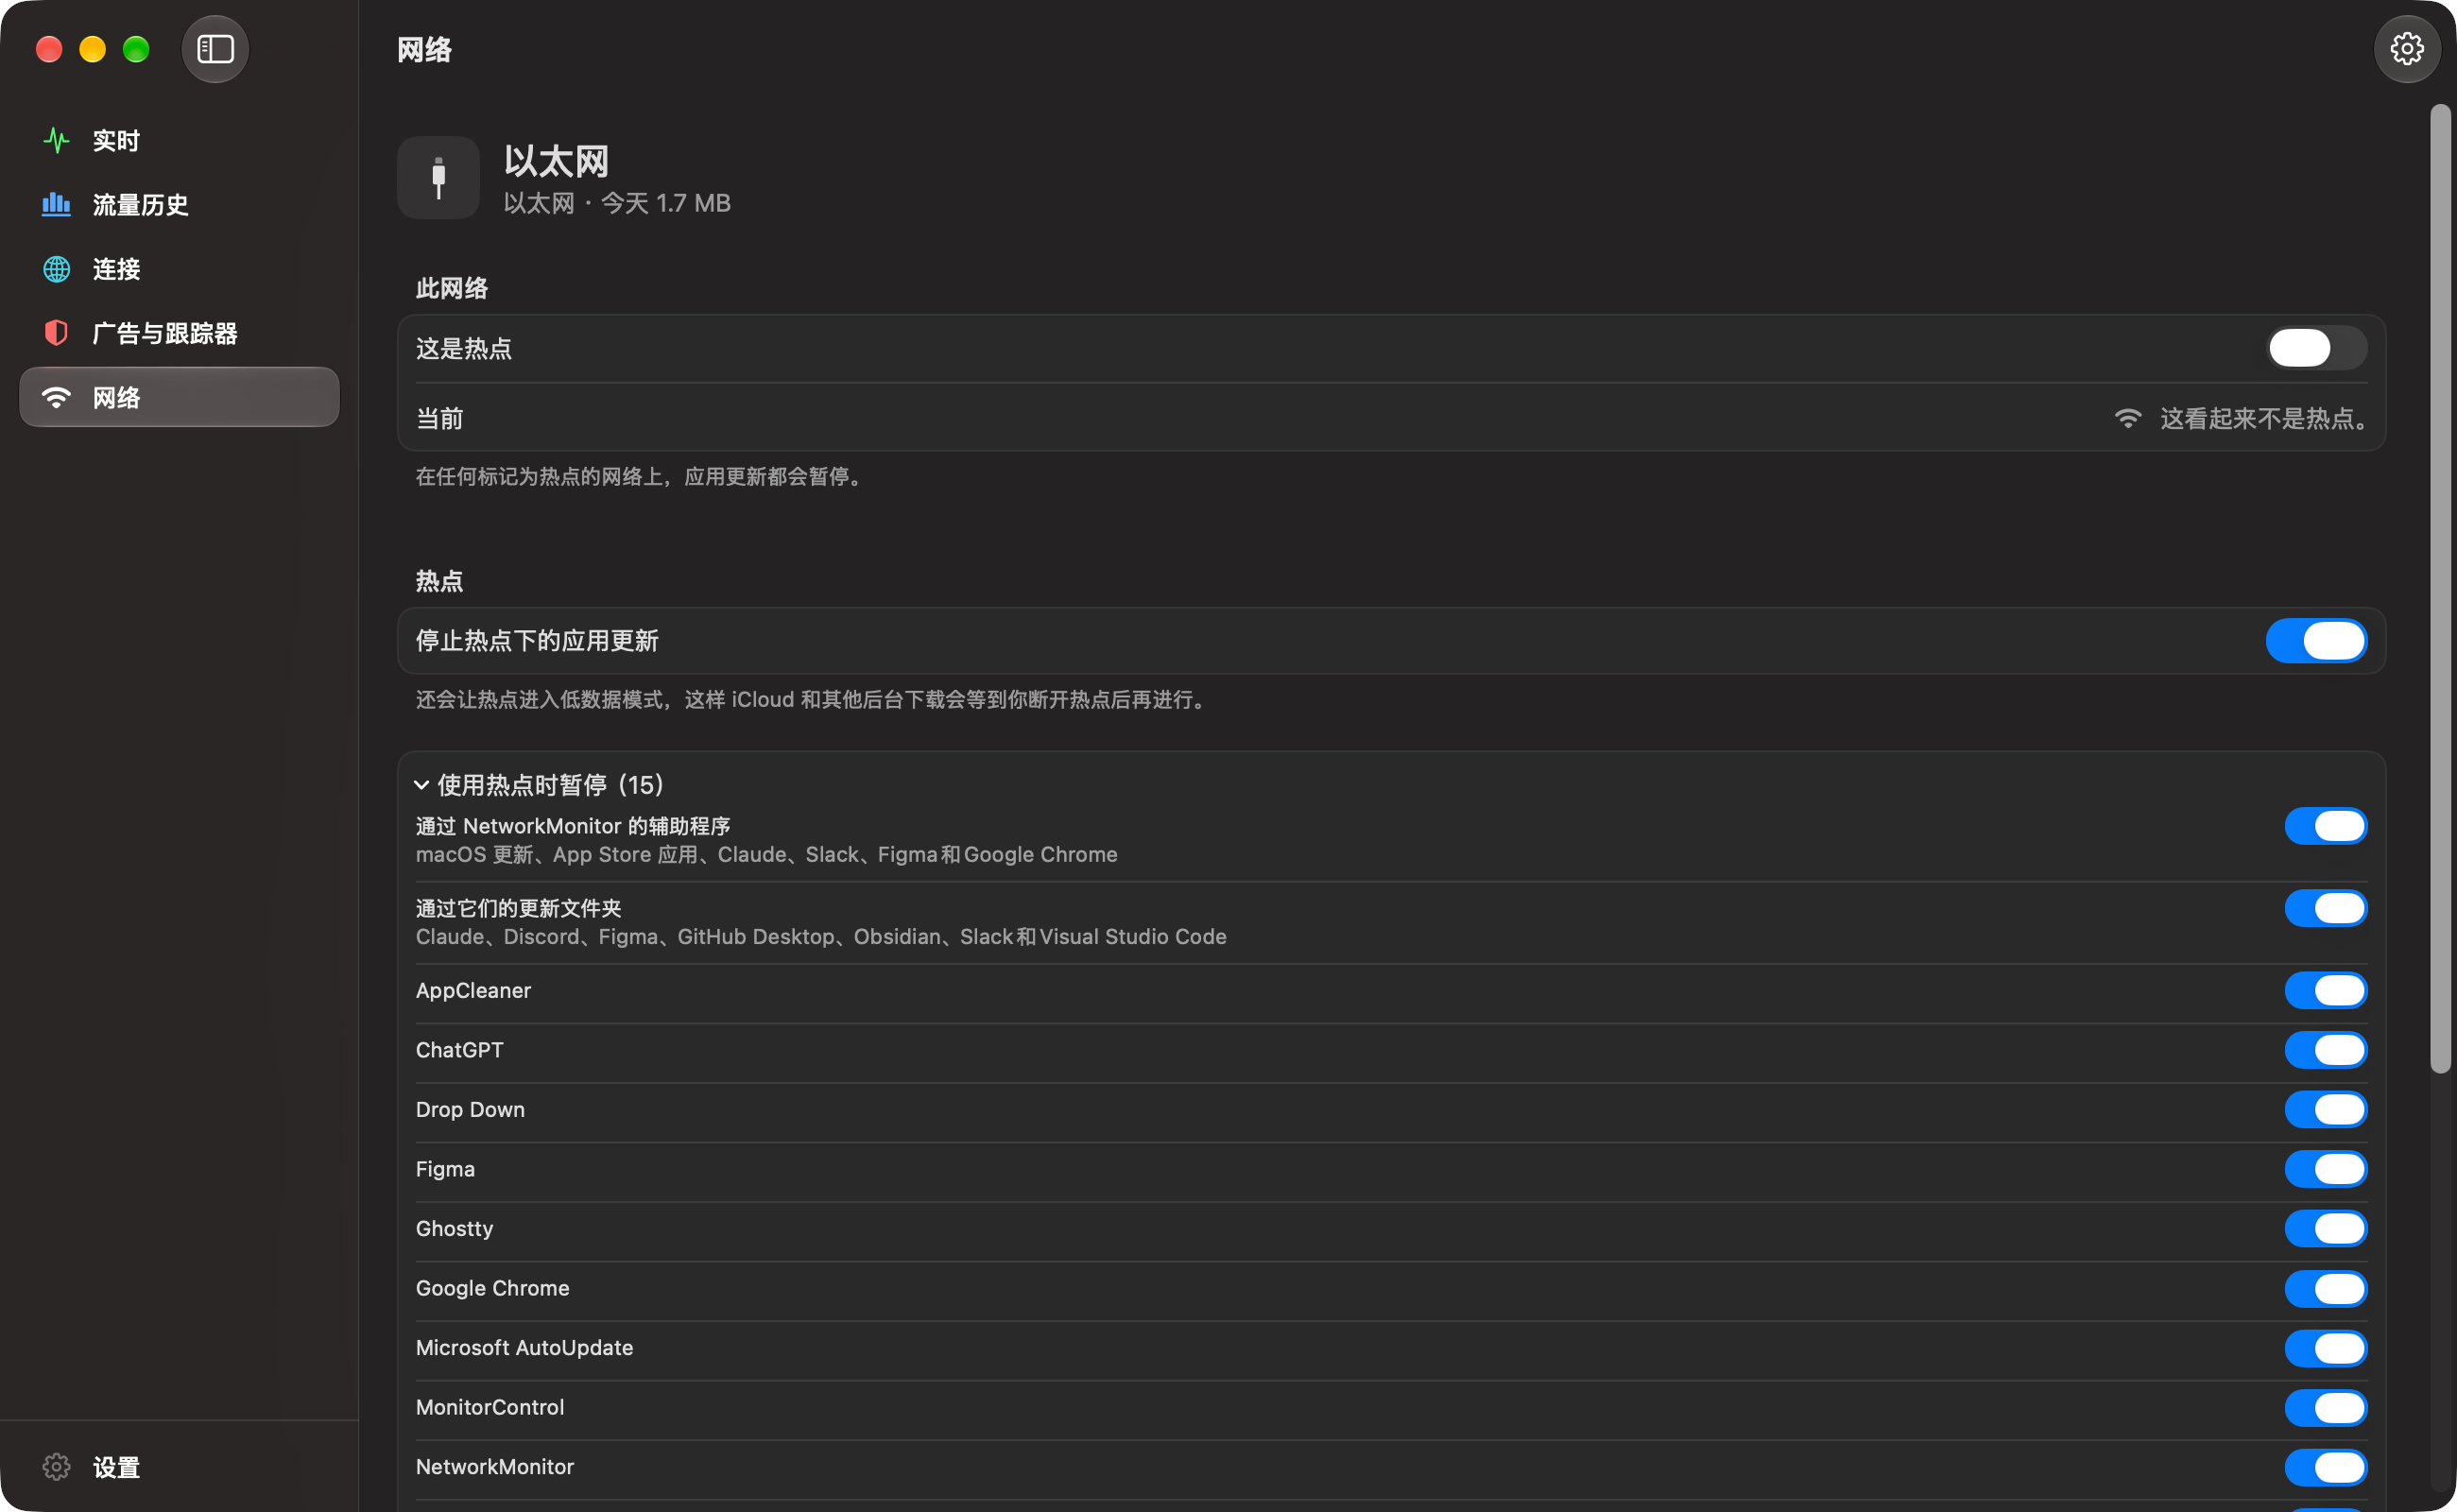 网络
实时
流量历史
连接
广告与跟踪器
网络
设置
以太网
以太网 · 今天 1.7 MB
此网络
这是热点
当前
这看起来不是热点。
在任何标记为热点的网络上，应用更新都会暂停。
热点
停止热点下的应用更新
还会让热点进入低数据模式，这样 iCloud 和其他后台下载会等到你断开热点后再进行。
使用热点时暂停（15）
通过 NetworkMonitor 的辅助程序
macOS 更新、App Store 应用、Claude、Slack、Figma和Google Chrome
通过它们的更新文件夹
Claude、Discord、Figma、GitHub Desktop、Obsidian、Slack和Visual Studio Code
AppCleaner
ChatGPT
Drop Down
Figma
Ghostty
Google Chrome
Microsoft AutoUpdate
MonitorControl
NetworkMonitor